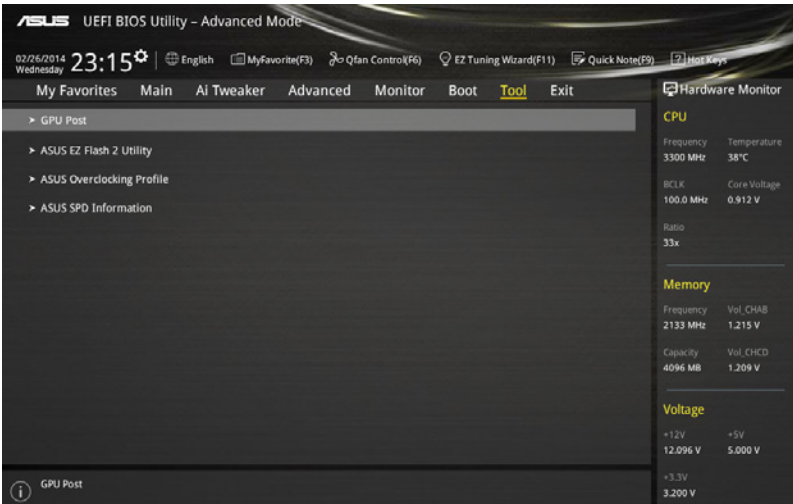 ASUS UEFI BIOS Utility – Advanced Mode
02/26/2014
Wednesday
23:15
English
MyFavorite(F3)
Qfan Control(F6)
EZ Tuning Wizard(F11)
Quick Note(F9)
? Hot Keys
My Favorites Main Ai Tweaker Advanced Monitor Boot Tool Exit
> GPU Post
> ASUS EZ Flash 2 Utility
> ASUS Overclocking Profile
> ASUS SPD Information
GPU Post
Hardware Monitor
CPU
Frequency Temperature
3300 MHz 38°C
BCLK Core Voltage
100.0 MHz 0.912 V
Ratio
33x
Memory
Frequency Vol_CHAB
2133 MHz 1.215 V
Capacity Vol_CHCD
4096 MB 1.209 V
Voltage
+12V +5V
12.096 V 5.000 V
+3.3V
3.200 V